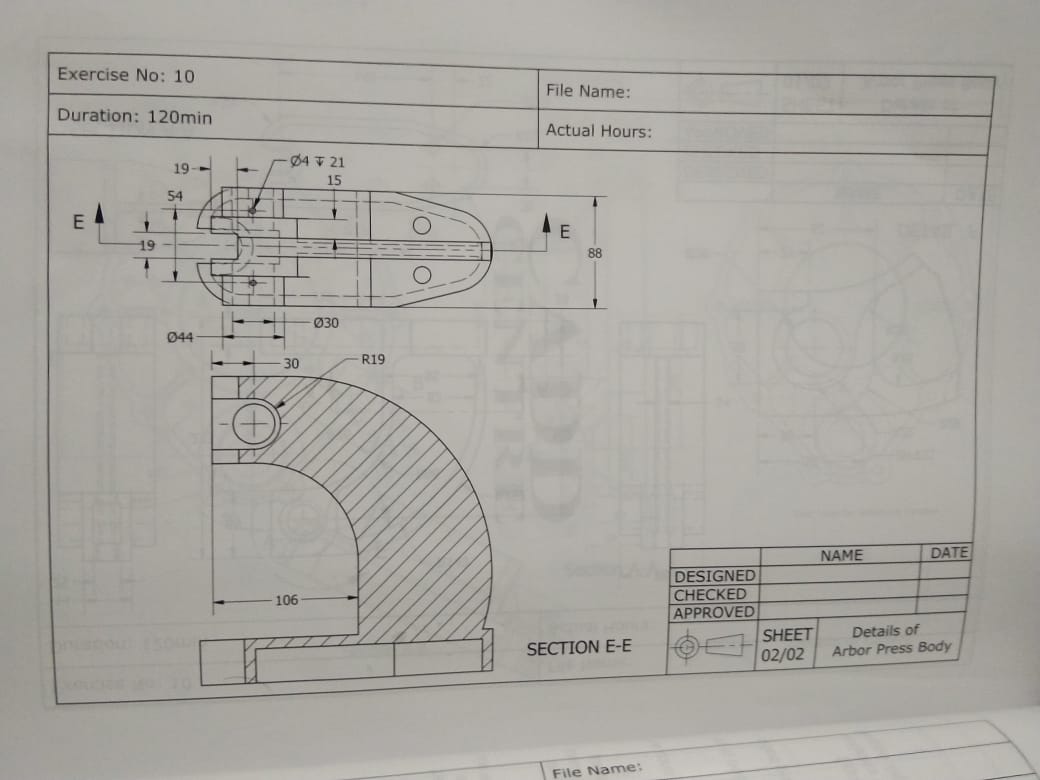 Exercise No: 10
File Name:
Duration: 120min
Actual Hours:
Ø4 ↧ 21
19
15
54
E
E
19
88
Ø30
Ø44
30
R19
106
SECTION E-E
NAME
DATE
DESIGNED
CHECKED
APPROVED
SHEET
02/02
Details of
Arbor Press Body
File Name: